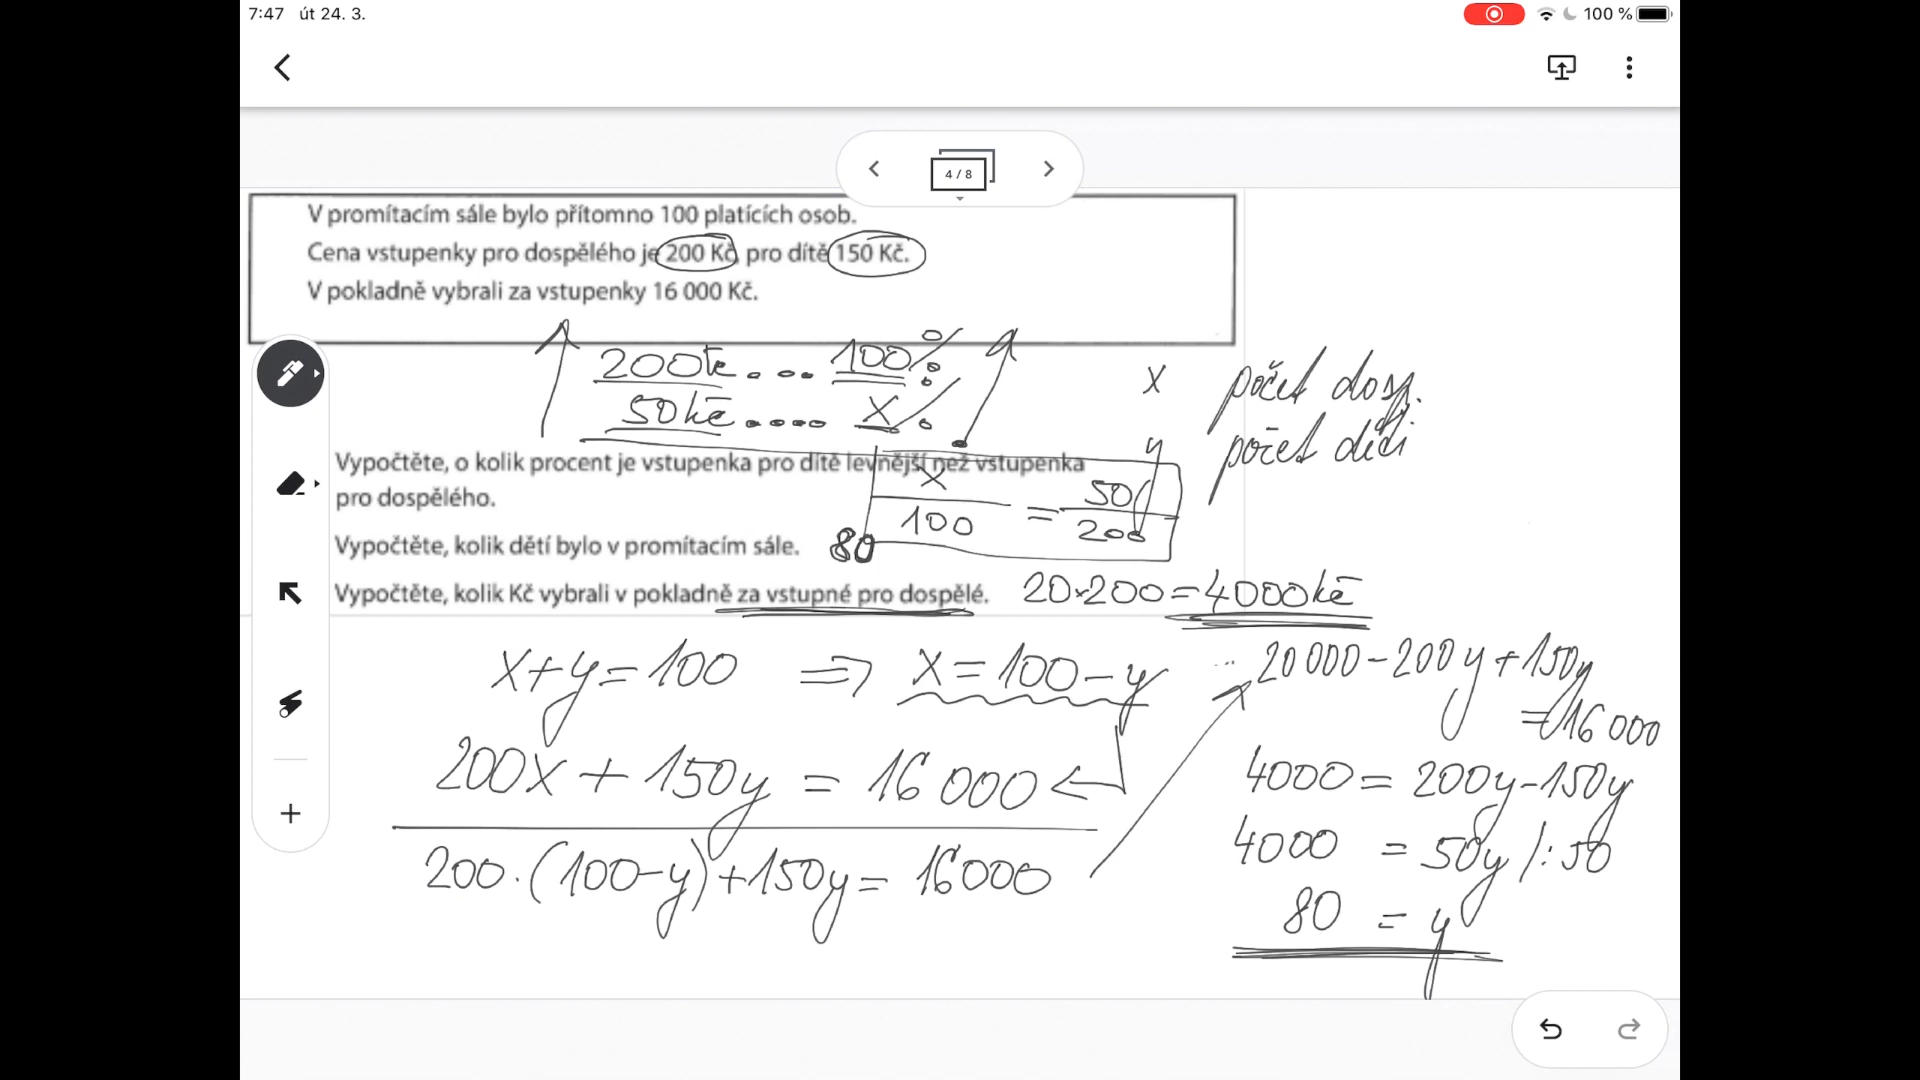 7:47 út 24. 3.
100 %
4 / 8
V promítacím sále bylo přítomno 100 platících osob.
Cena vstupenky pro dospělého je 200 Kč, pro dítě 150 Kč.
V pokladně vybrali za vstupenky 16 000 Kč.
200kč .... 100%
50kč .... x%
x počet dosp.
y počet dětí
Vypočtěte, o kolik procent je vstupenka pro dítě levnější než vstupenka
pro dospělého.
x/100 = 50/200
Vypočtěte, kolik dětí bylo v promítacím sále. 80
Vypočtěte, kolik Kč vybrali v pokladně za vstupné pro dospělé. 20·200=4000kč
x+y=100 ⇒ x=100-y
200x + 150y = 16 000
200·(100-y)+150y= 16000
20 000-200y+150y
=16 000
4000= 200y-150y
4000 = 50y /:50
80 = y